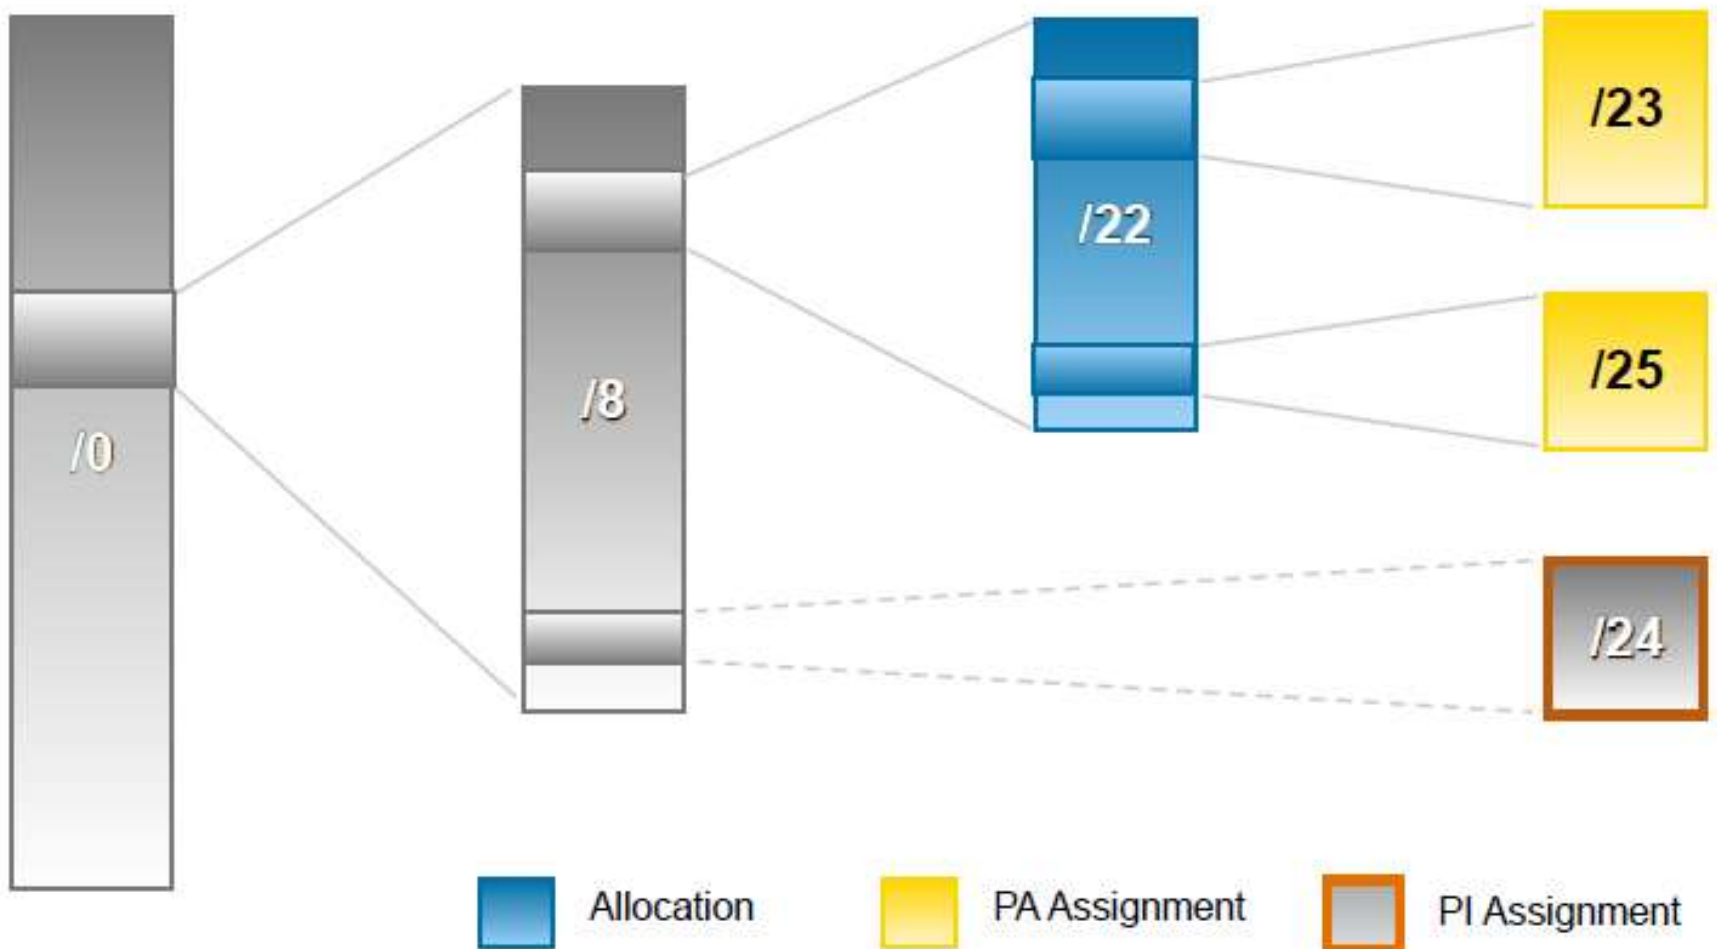 /0
/8
/22
/23
/25
/24
Allocation
PA Assignment
PI Assignment